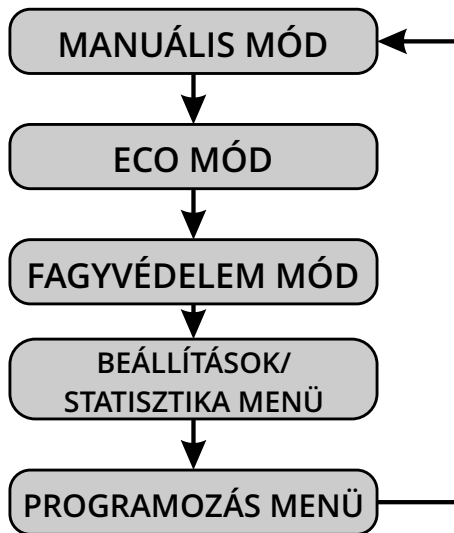 MANUÁLIS MÓD
ECO MÓD
FAGYVÉDELEM MÓD
BEÁLLÍTÁSOK/
STATISZTIKA MENÜ
PROGRAMOZÁS MENÜ